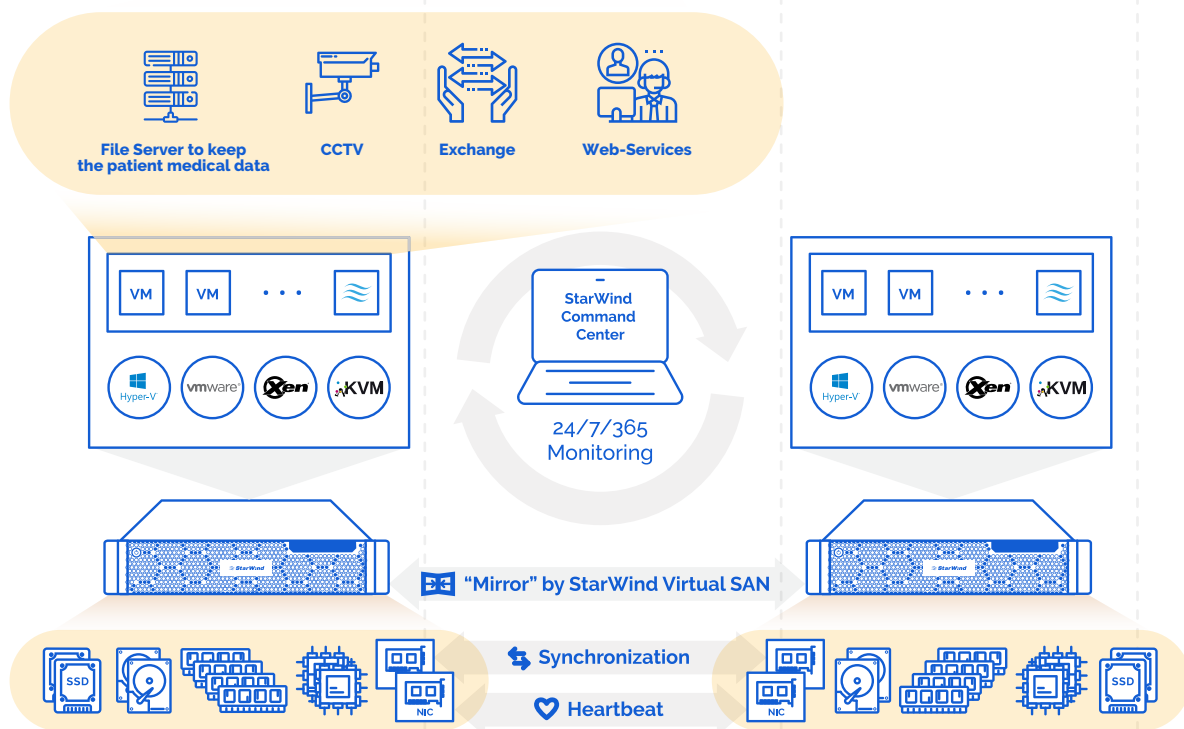 File Server to keep
the patient medical data
CCTV
Exchange
Web-Services
VM
VM
StarWind
Command
Center
VM
VM
Hyper-V
vmware®
Xen
KVM
Hyper-V
vmware®
Xen
KVM
24/7/365
Monitoring
StarWind
StarWind
"Mirror" by StarWind Virtual SAN
Synchronization
SSD
NIC
NIC
SSD
Heartbeat